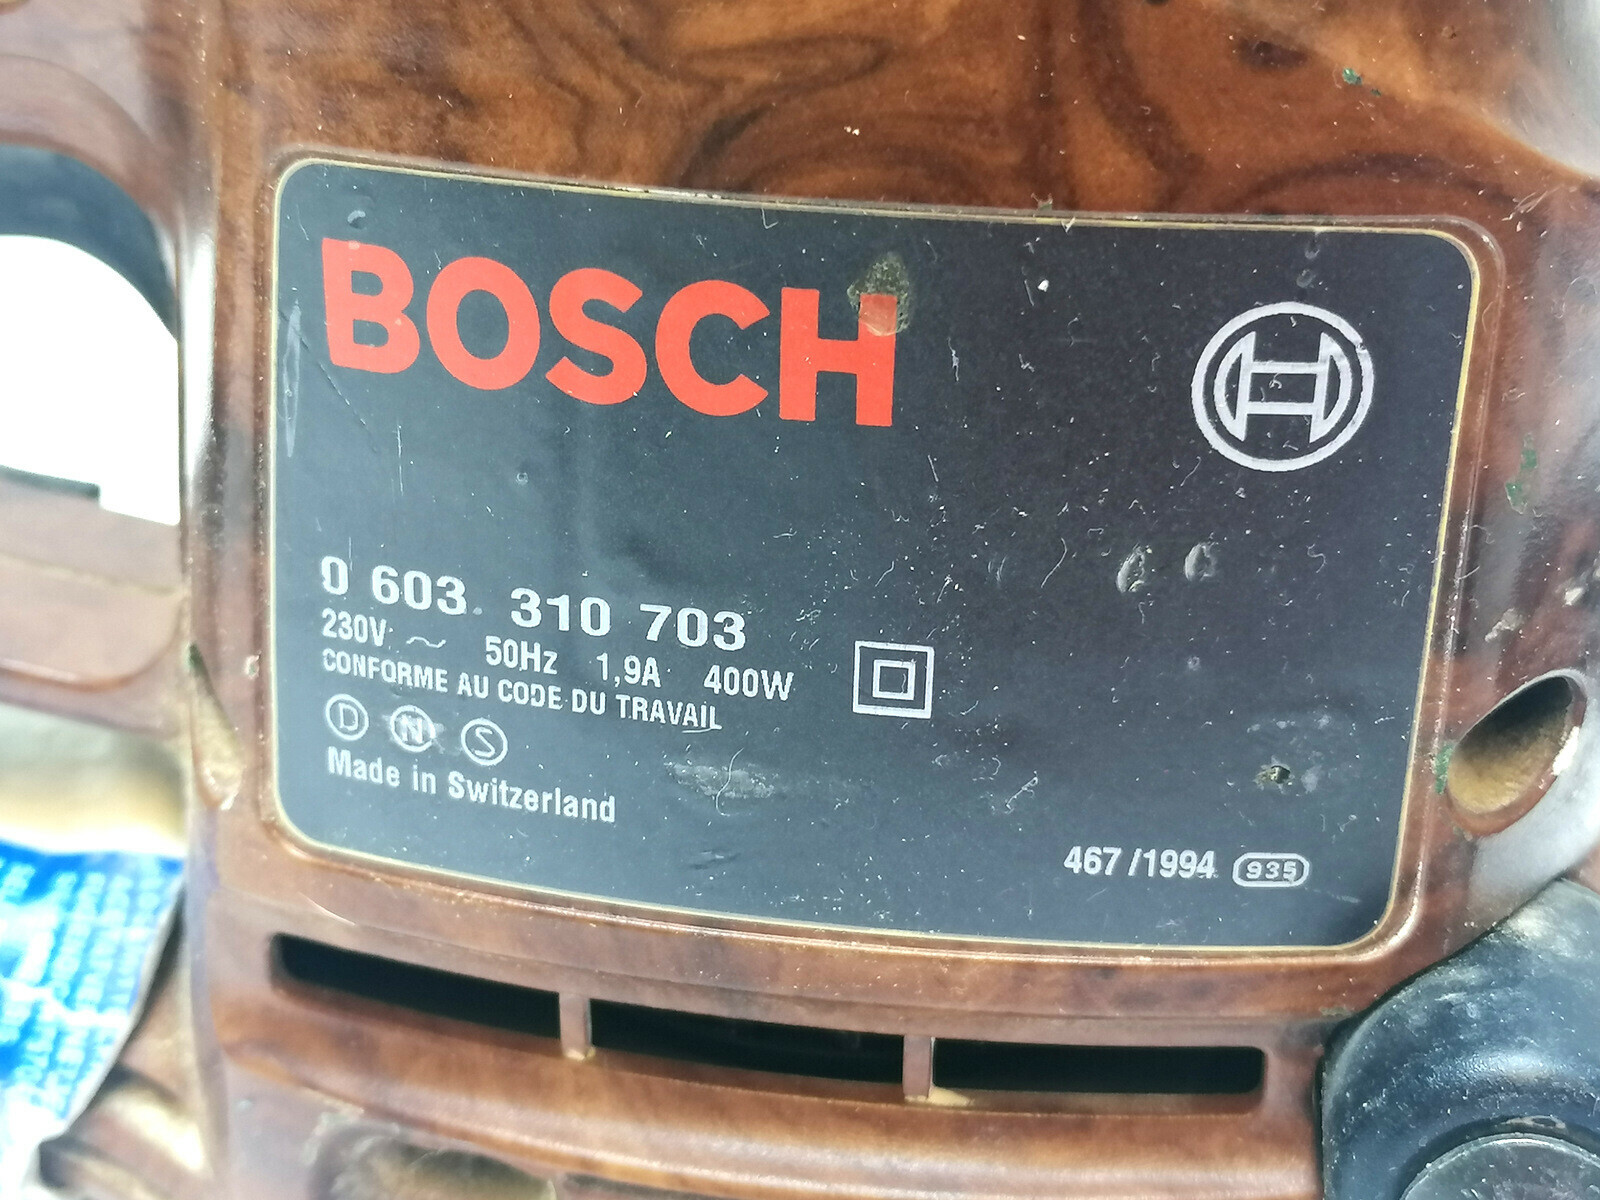 BOSCH
0 603 310 703
230V ~ 50Hz 1,9A 400W
CONFORME AU CODE DU TRAVAIL
D N S
Made in Switzerland
467/1994 935